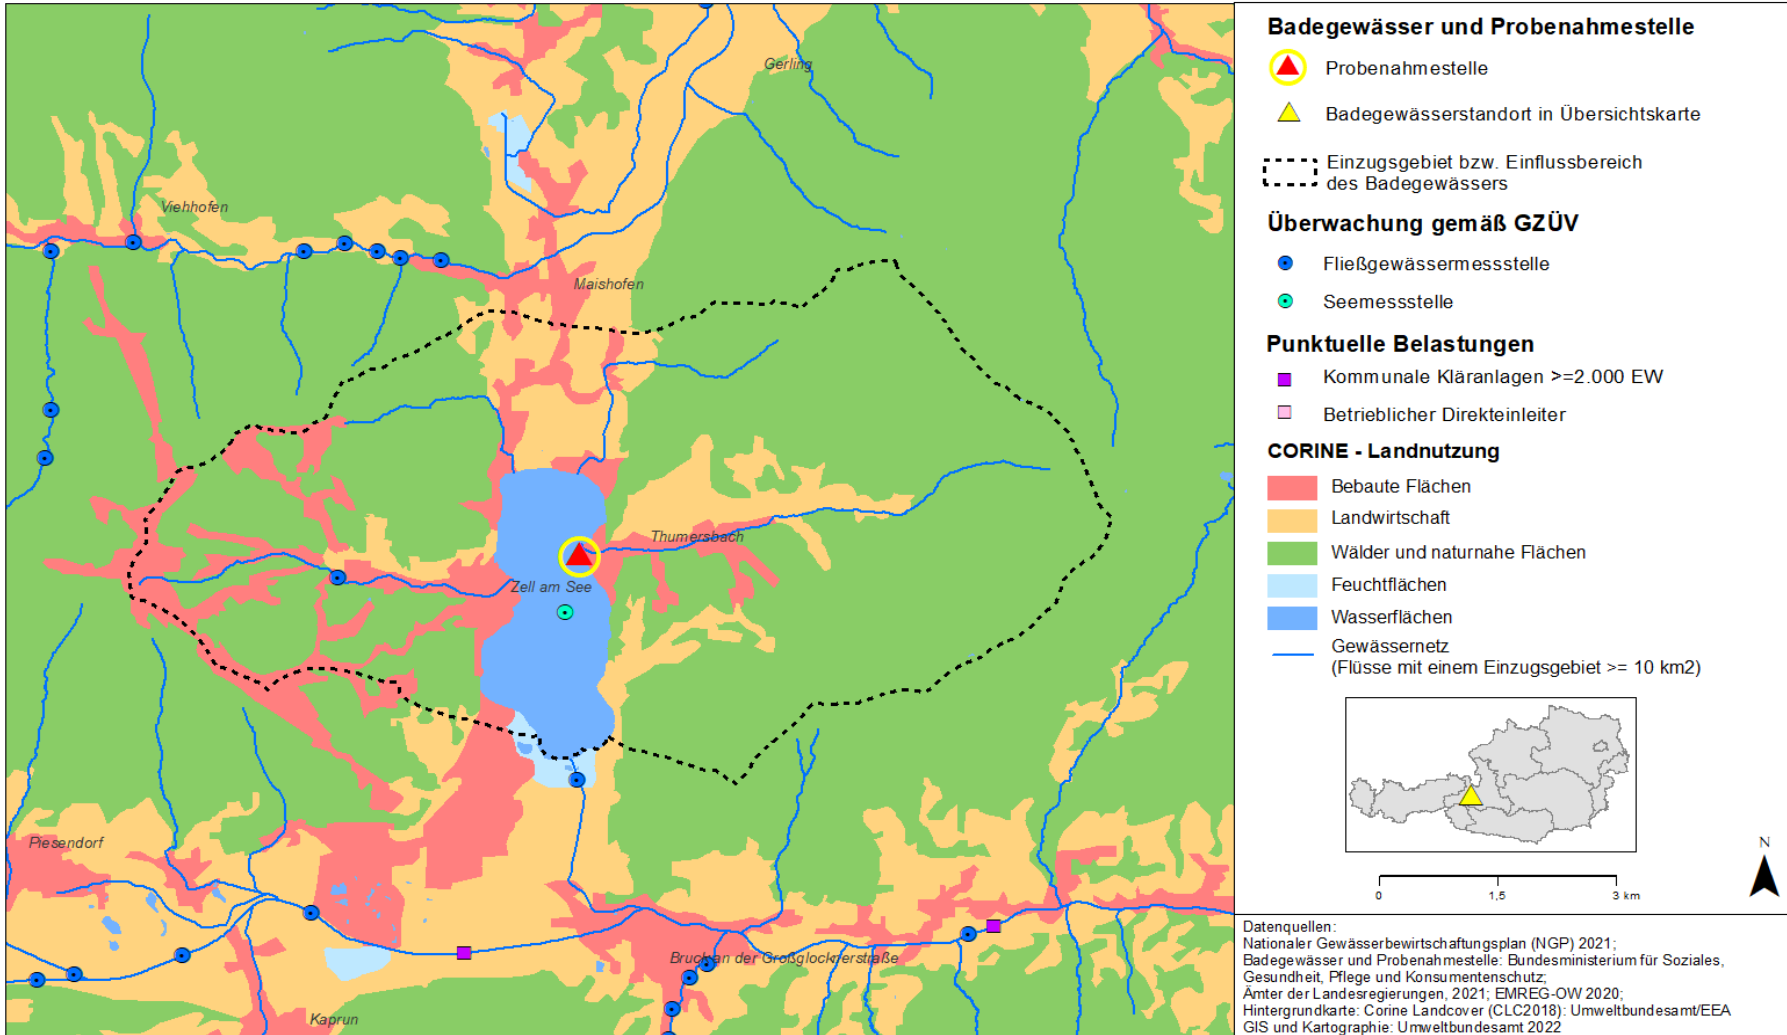 Gerling
Viehhofen
Maishofen
Thumersbach
Zell am See
Piesendorf
Bruck an der Großglocknerstraße
Kaprun
Badegewässer und Probenahmestelle
Probenahmestelle
Badegewässerstandort in Übersichtskarte
Einzugsgebiet bzw. Einflussbereich
des Badegewässers
Überwachung gemäß GZÜV
Fließgewässermessstelle
Seemessstelle
Punktuelle Belastungen
Kommunale Kläranlagen >=2.000 EW
Betrieblicher Direkteinleiter
CORINE - Landnutzung
Bebaute Flächen
Landwirtschaft
Wälder und naturnahe Flächen
Feuchtflächen
Wasserflächen
Gewässernetz
(Flüsse mit einem Einzugsgebiet >= 10 km2)
N
0 1,5 3 km
Datenquellen:
Nationaler Gewässerbewirtschaftungsplan (NGP) 2021;
Badegewässer und Probenahmestelle: Bundesministerium für Soziales,
Gesundheit, Pflege und Konsumentenschutz;
Ämter der Landesregierungen, 2021; EMREG-OW 2020;
Hintergrundkarte: Corine Landcover (CLC2018): Umweltbundesamt/EEA
GIS und Kartographie: Umweltbundesamt 2022